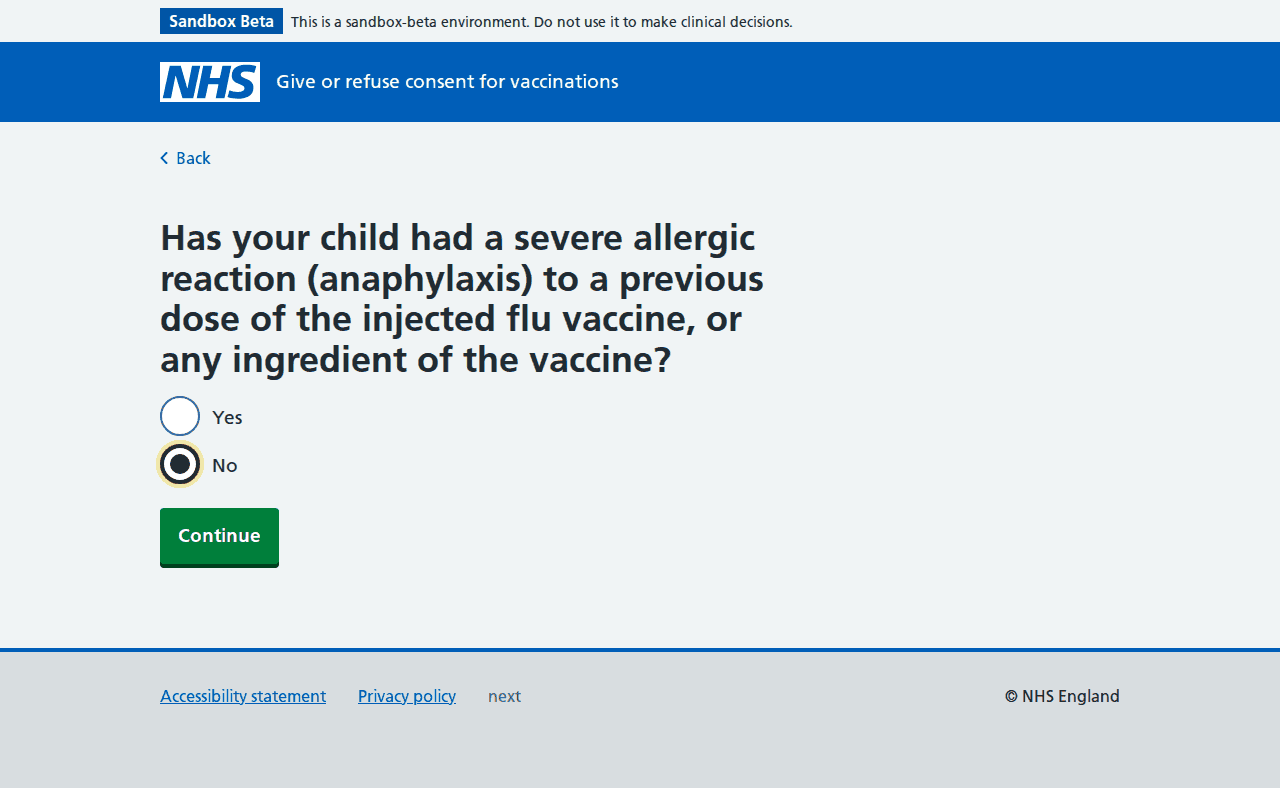 Sandbox Beta This is a sandbox-beta environment. Do not use it to make clinical decisions.
NHS Give or refuse consent for vaccinations
Back
Has your child had a severe allergic
reaction (anaphylaxis) to a previous
dose of the injected flu vaccine, or
any ingredient of the vaccine?
Yes
No
Continue
Accessibility statement Privacy policy next © NHS England